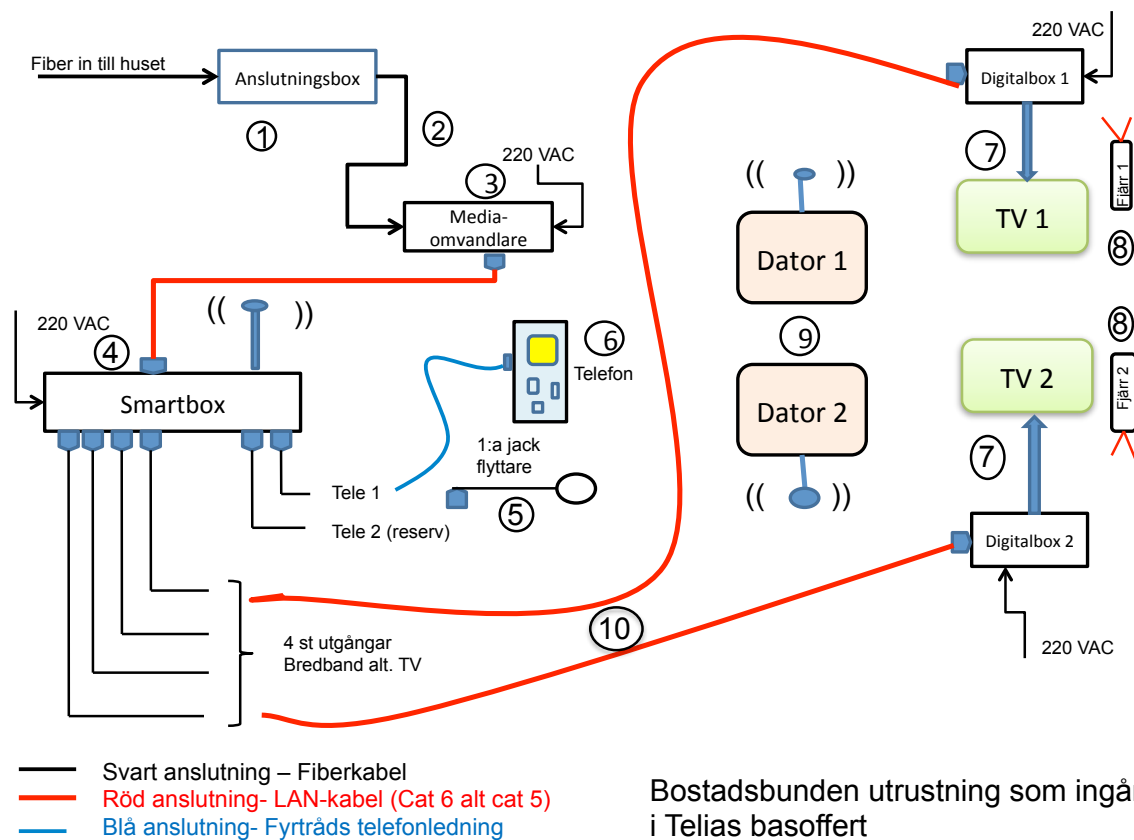 220 VAC
Fiber in till huset
Anslutningsbox
Digitalbox 1
1
2
220 VAC
3
Media-
omvandlare
7
Fjärr 1
TV 1
8
(( ))
Dator 1
(( ))
220 VAC
4
Smartbox
6
Telefon
9
8
TV 2
Fjärr 2
Dator 2
1:a jack
flyttare
5
7
(( ))
Tele 1
Tele 2 (reserv)
Digitalbox 2
10
4 st utgångar
Bredband alt. TV
220 VAC
Svart anslutning – Fiberkabel
Röd anslutning- LAN-kabel (Cat 6 alt cat 5)
Blå anslutning- Fyrtråds telefonledning
Bostadsbunden utrustning som ingå
i Telias basoffert